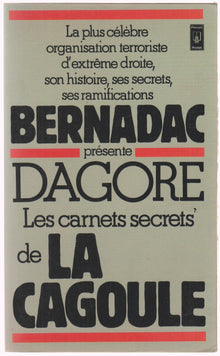 La plus célèbre
organisation terroriste
d'extrême droite,
son histoire, ses secrets,
ses ramifications
BERNADAC
présente
DAGORE
Les carnets secrets
de LA
CAGOULE